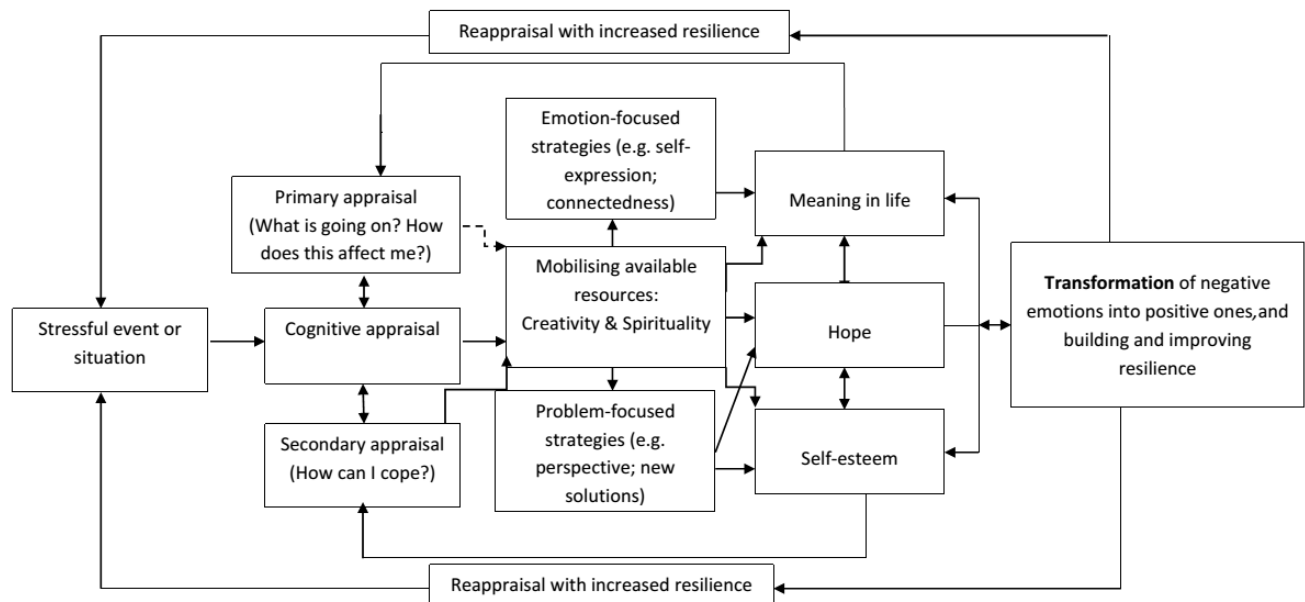 Reappraisal with increased resilience
Emotion-focused
strategies (e.g. self-
expression;
connectedness)
Primary appraisal
(What is going on? How
does this affect me?)
Meaning in life
Mobilising available
resources:
Creativity & Spirituality
Stressful event or
situation
Cognitive appraisal
Hope
Transformation of negative
emotions into positive ones,and
building and improving
resilience
Secondary appraisal
(How can I cope?)
Problem-focused
strategies (e.g.
perspective; new
solutions)
Self-esteem
Reappraisal with increased resilience